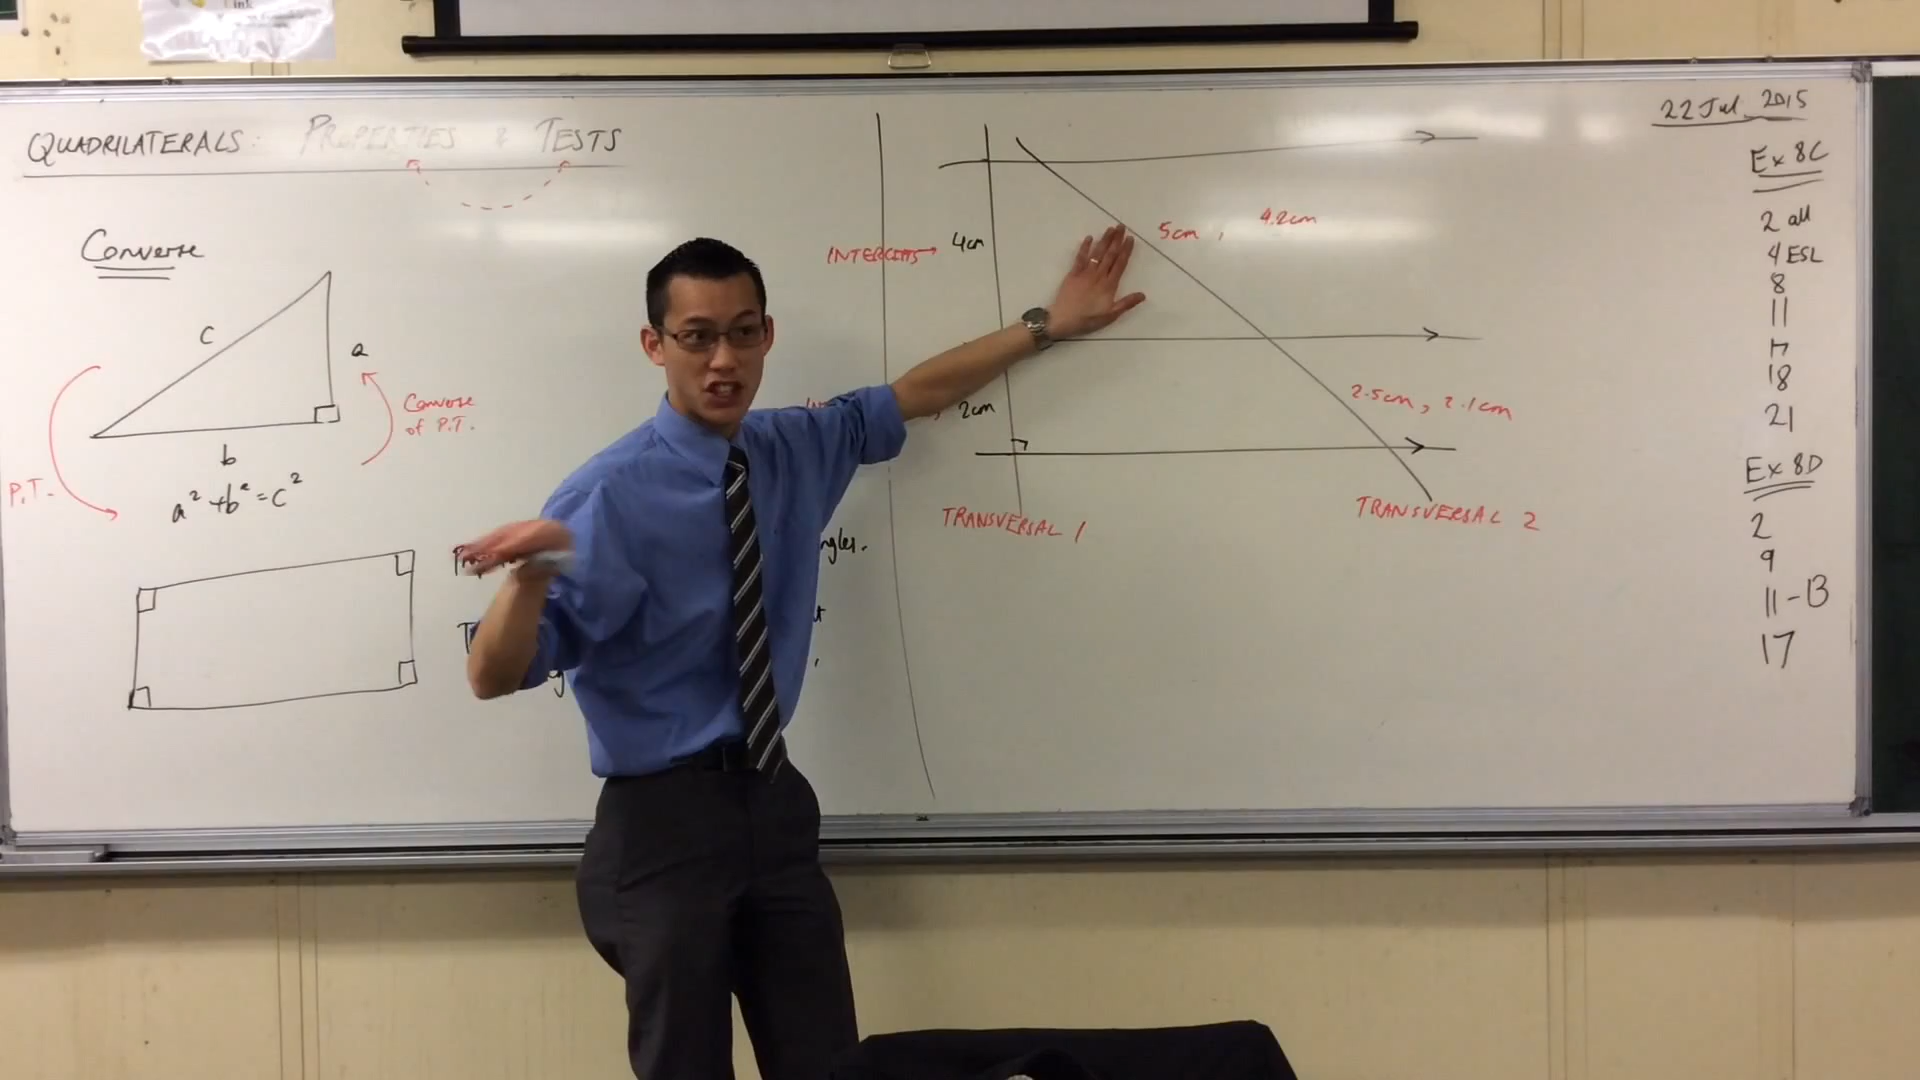 ink
QUADRILATERALS: PROPERTIES & TESTS
Converse
c
a
b
P.T.
Converse
of P.T.
a² + b² = c²
INTERCEPTS
4cm
5cm, 4.2cm
2cm
2.5cm, 2.1cm
TRANSVERSAL 1
TRANSVERSAL 2
22 Jul 2015
Ex 8C
2 all
4 ESL
8
11
17
18
21
Ex 8D
2
9
11-13
17